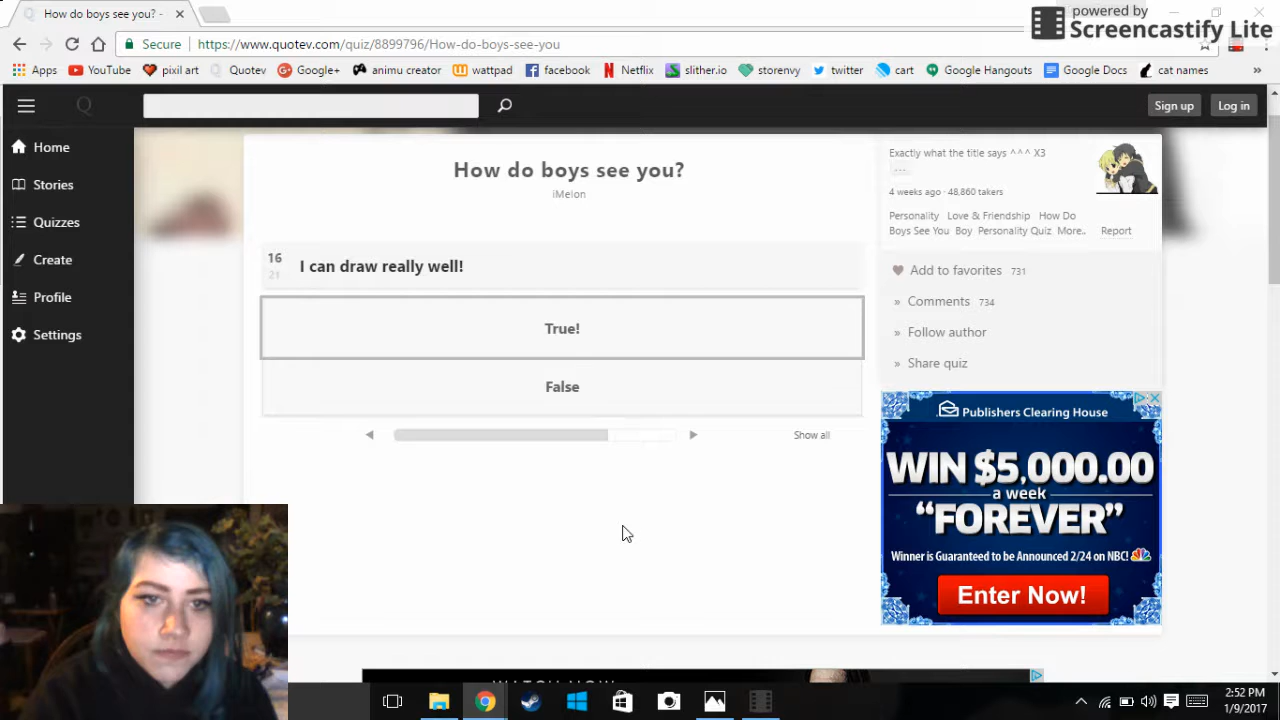 How do boys see you? -
powered by
Screencastify Lite
Secure
https://www.quotev.com/quiz/8899796/How-do-boys-see-you
Apps YouTube pixil art Quotev Google+ animu creator wattpad facebook Netflix slither.io storenvy twitter cart Google Hangouts Google Docs cat names »
Q
Sign up Log in
Home
Stories
Quizzes
Create
Profile
Settings
How do boys see you?
iMelon
16
21
I can draw really well!
True!
False
Show all
Exactly what the title says ^^^ X3
...
4 weeks ago · 48,860 takers
Personality Love & Friendship How Do
Boys See You Boy Personality Quiz More..
Report
Add to favorites 731
» Comments 734
» Follow author
» Share quiz
Publishers Clearing House
WIN $5,000.00
a week
“FOREVER”
Winner is Guaranteed to be Announced 2/24 on NBC!
Enter Now!
2:52 PM
1/9/2017